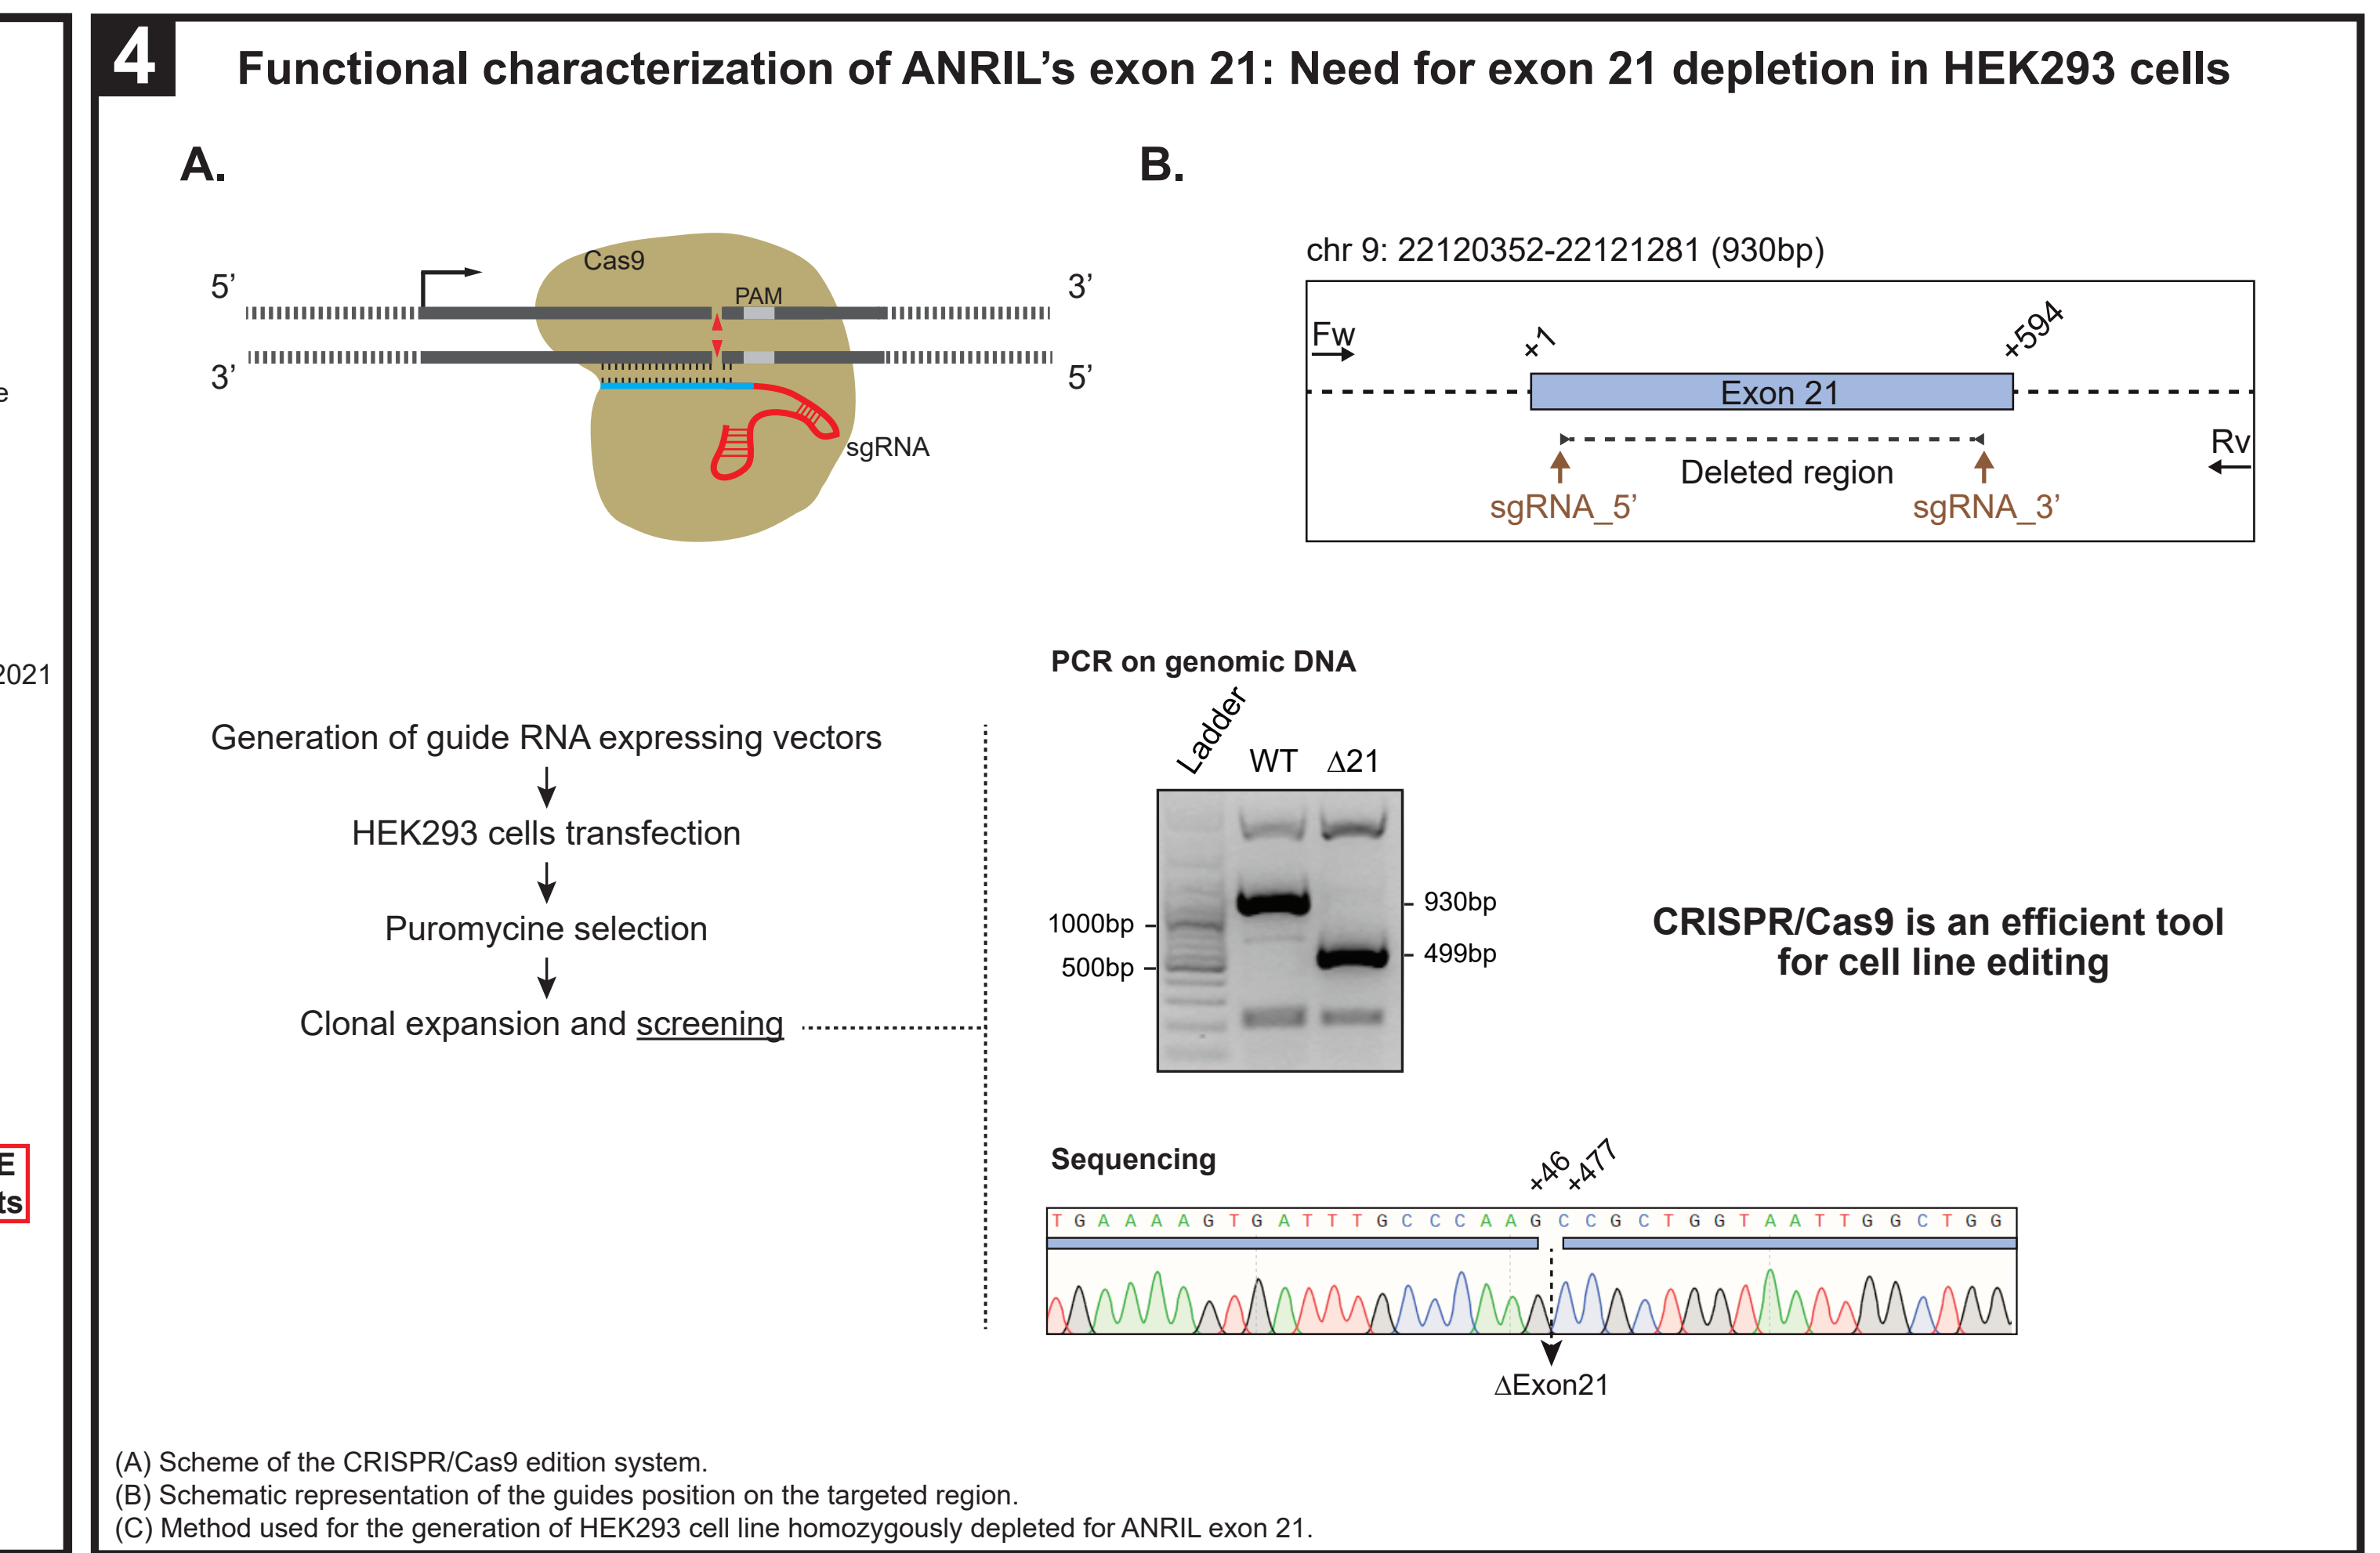 e
2021
E
ts
4
Functional characterization of ANRIL’s exon 21: Need for exon 21 depletion in HEK293 cells
A.
Cas9
5’
3’
PAM
3’
5’
sgRNA
B.
chr 9: 22120352-22121281 (930bp)
Fw
+1
+594
Exon 21
Rv
Deleted region
sgRNA_5’
sgRNA_3’
Generation of guide RNA expressing vectors
HEK293 cells transfection
Puromycine selection
Clonal expansion and screening
PCR on genomic DNA
Ladder
WT
Δ21
1000bp
500bp
930bp
499bp
CRISPR/Cas9 is an efficient tool
for cell line editing
Sequencing
+46
+477
T G A A A A G T G A T T T G C C C A A G C C G C T G G T A A T T G G C T G G
ΔExon21
(A) Scheme of the CRISPR/Cas9 edition system.
(B) Schematic representation of the guides position on the targeted region.
(C) Method used for the generation of HEK293 cell line homozygously depleted for ANRIL exon 21.